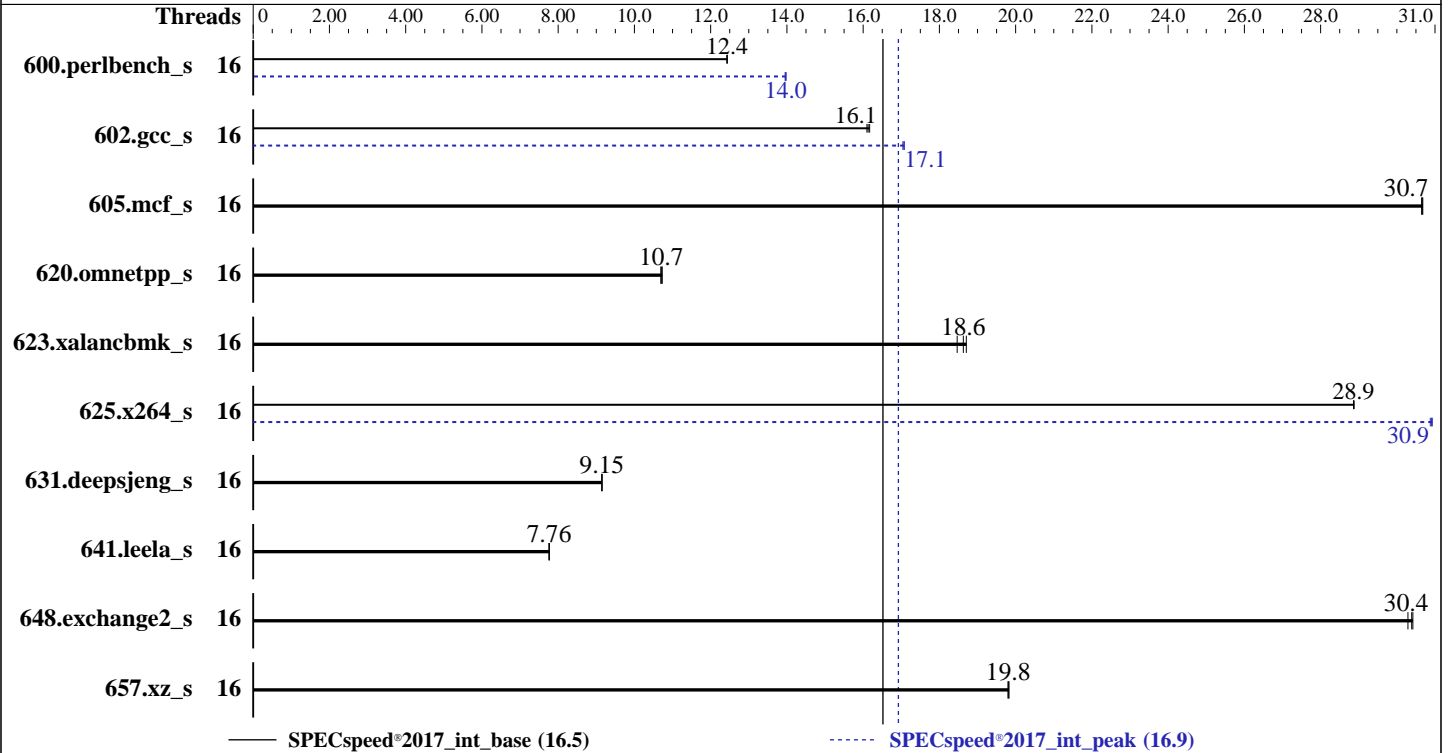 Threads 0 2.00 4.00 6.00 8.00 10.0 12.0 14.0 16.0 18.0 20.0 22.0 24.0 26.0 28.0 31.0
600.perlbench_s 16 12.4
14.0
602.gcc_s 16 16.1
17.1
605.mcf_s 16 30.7
620.omnetpp_s 16 10.7
623.xalancbmk_s 16 18.6
625.x264_s 16 28.9
30.9
631.deepsjeng_s 16 9.15
641.leela_s 16 7.76
648.exchange2_s 16 30.4
657.xz_s 16 19.8
SPECspeed®2017_int_base (16.5) SPECspeed®2017_int_peak (16.9)